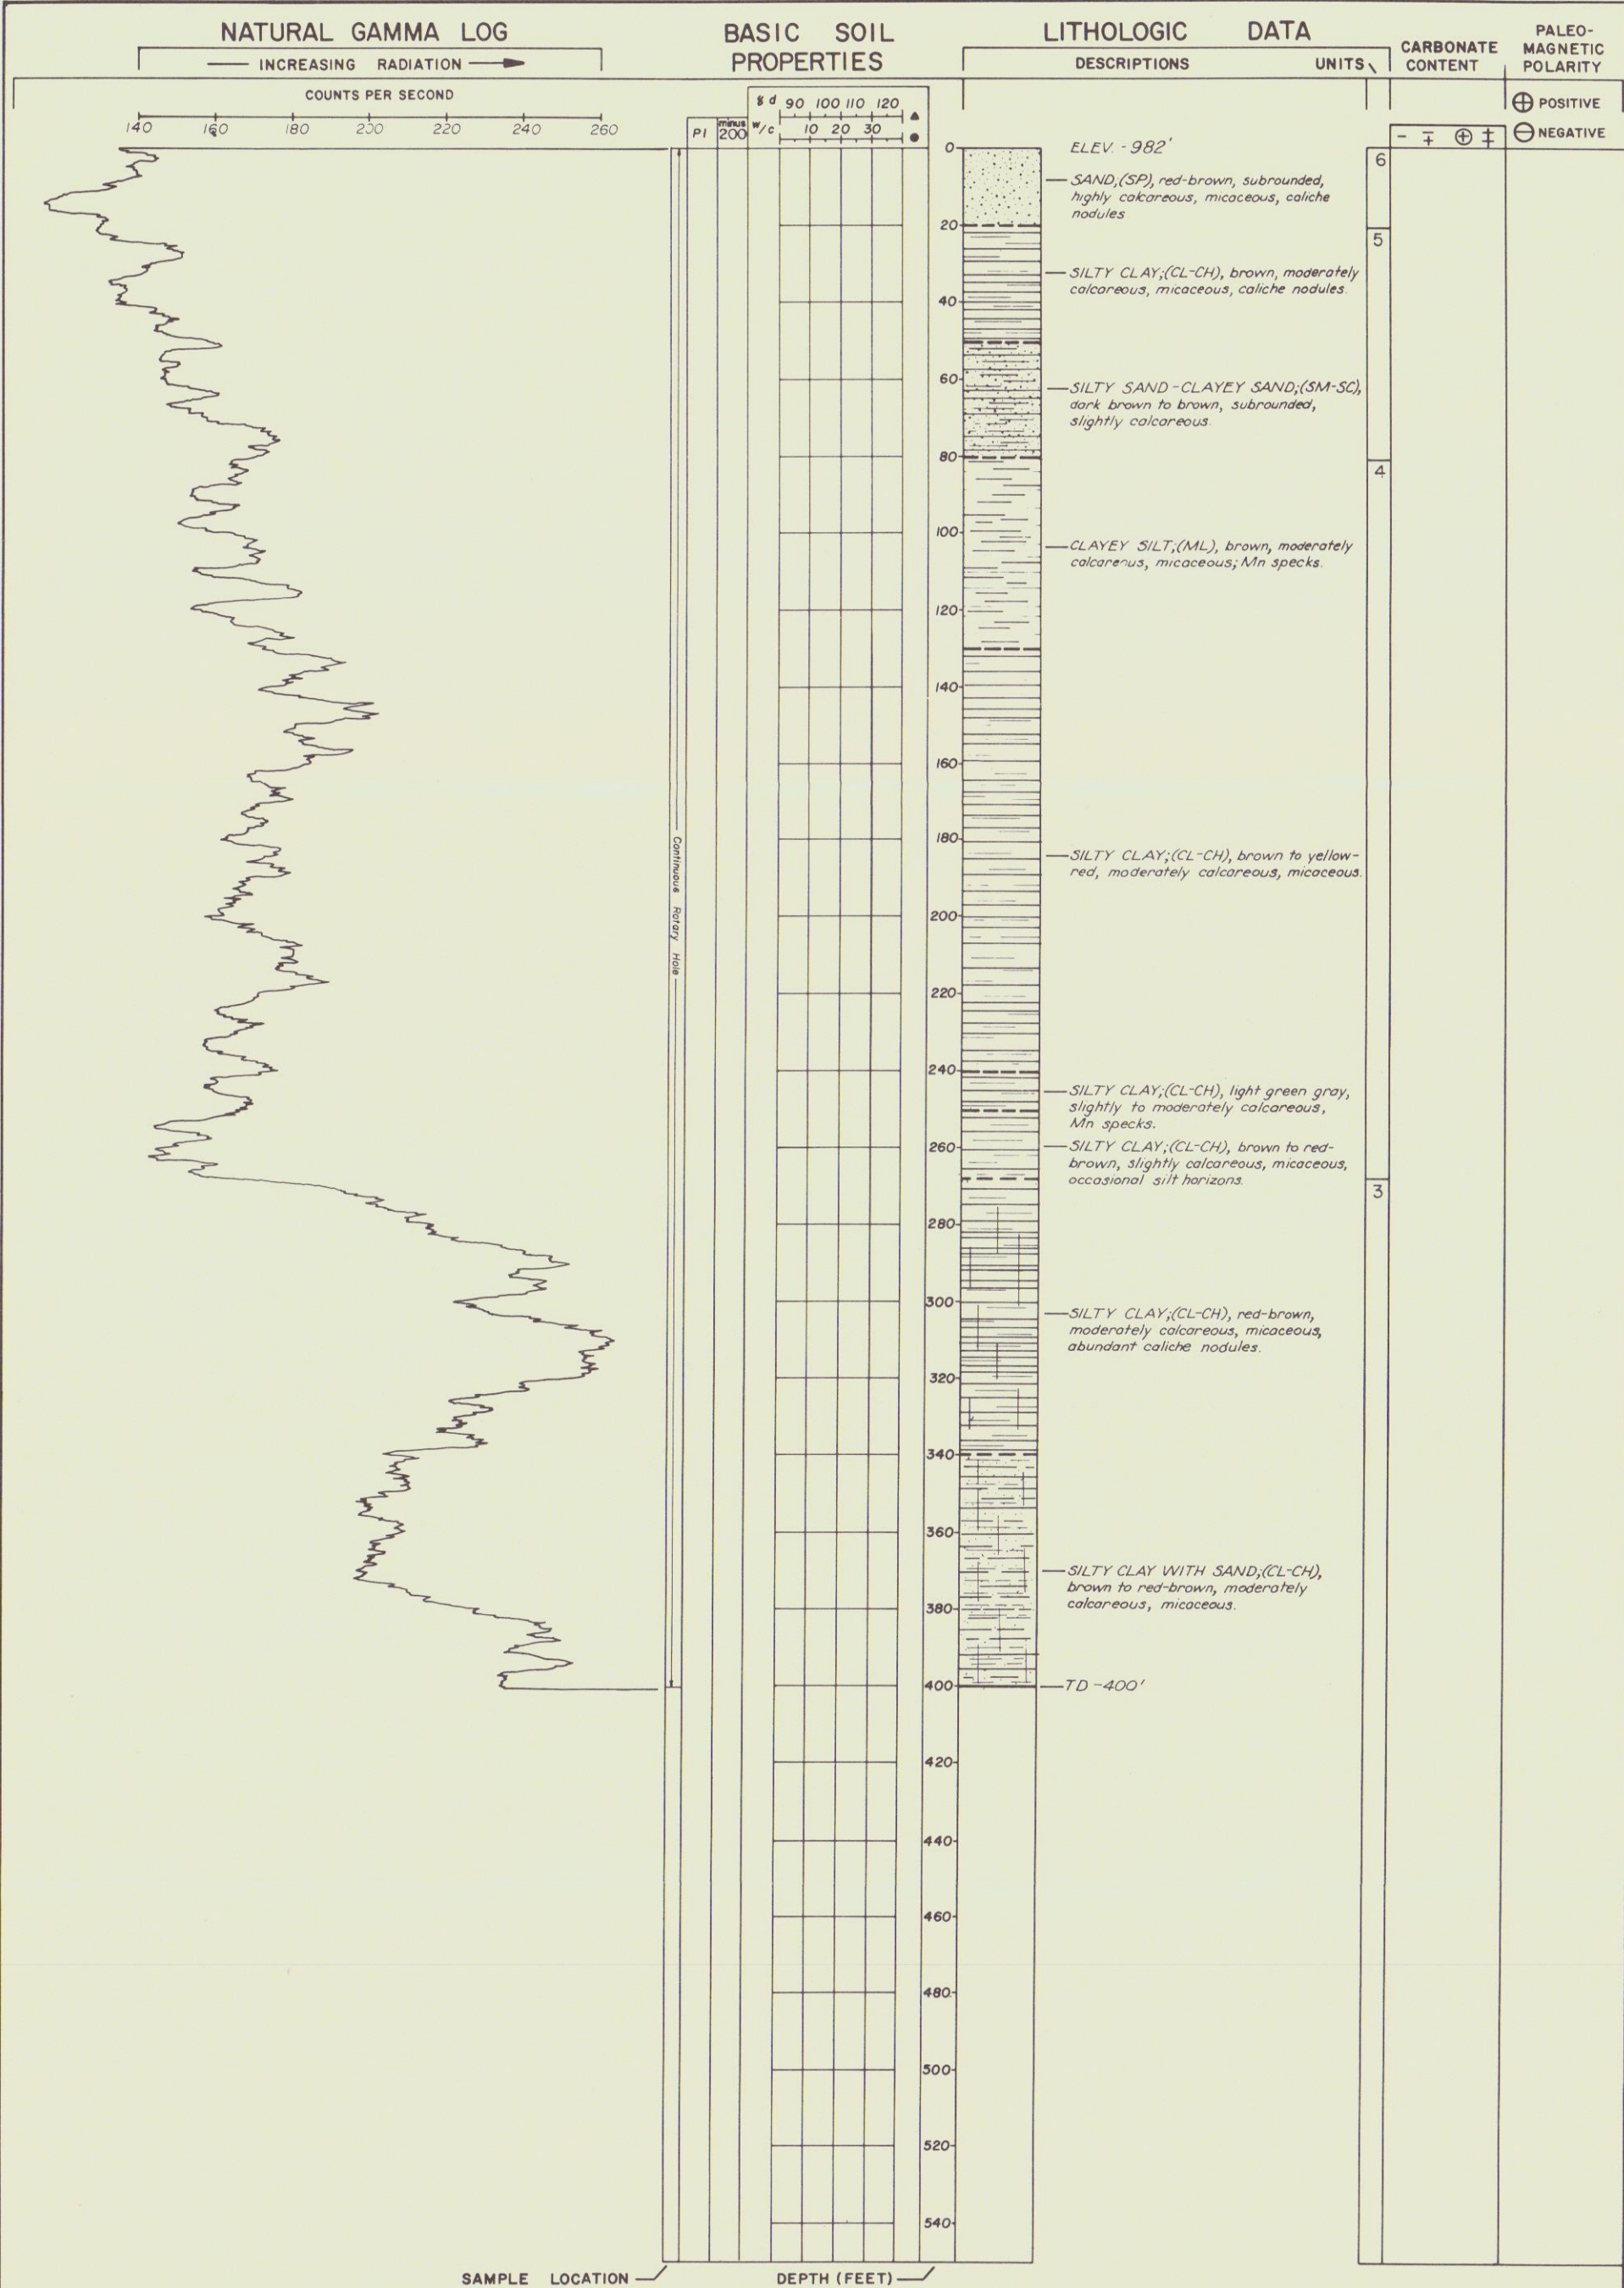 NATURAL GAMMA LOG
INCREASING RADIATION
COUNTS PER SECOND
140 160 180 200 220 240 260
BASIC SOIL
PROPERTIES
PI
minus
200
γd 90 100 110 120
w/c 10 20 30
LITHOLOGIC DATA
DESCRIPTIONS UNITS
CARBONATE
CONTENT
- ∓ ⊕ ‡
PALEO-
MAGNETIC
POLARITY
⊕ POSITIVE
⊖ NEGATIVE
0
ELEV. - 982'
6
SAND;(SP), red-brown, subrounded,
highly calcareous, micaceous, caliche
nodules
20
5
SILTY CLAY;(CL-CH), brown, moderately
calcareous, micaceous, caliche nodules.
40
60
SILTY SAND-CLAYEY SAND;(SM-SC),
dark brown to brown, subrounded,
slightly calcareous.
80
4
100
CLAYEY SILT;(ML), brown, moderately
calcareous, micaceous; Mn specks.
120
140
160
180
Continuous Rotary Hole
SILTY CLAY;(CL-CH), brown to yellow-
red, moderately calcareous, micaceous.
200
220
240
SILTY CLAY;(CL-CH), light green gray,
slightly to moderately calcareous,
Mn specks.
260
SILTY CLAY;(CL-CH), brown to red-
brown, slightly calcareous, micaceous,
occasional silt horizons.
3
280
300
SILTY CLAY;(CL-CH), red-brown,
moderately calcareous, micaceous,
abundant caliche nodules.
320
340
360
SILTY CLAY WITH SAND;(CL-CH),
brown to red-brown, moderately
calcareous, micaceous.
380
400
TD -400'
420
440
460
480
500
520
540
SAMPLE LOCATION
DEPTH (FEET)